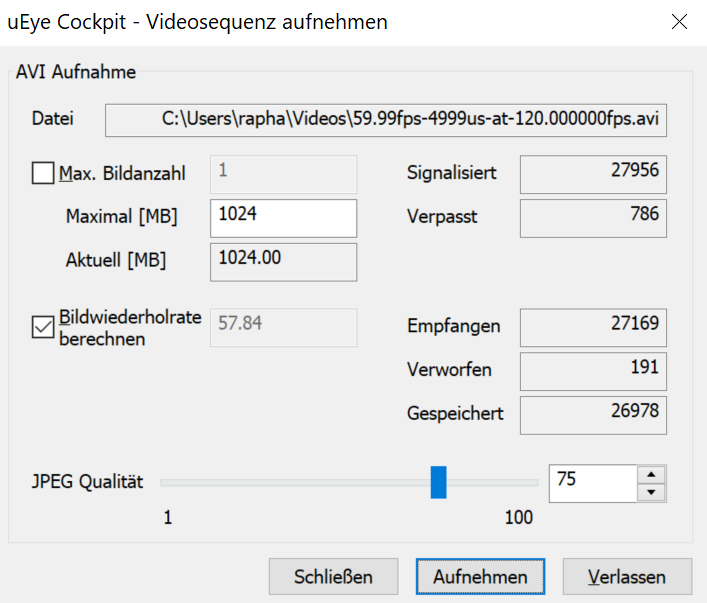 uEye Cockpit - Videosequenz aufnehmen
AVI Aufnahme
Datei
C:\Users\rapha\Videos\59.99fps-4999us-at-120.000000fps.avi
Max. Bildanzahl
1
Signalisiert
27956
Maximal [MB]
1024
Verpasst
786
Aktuell [MB]
1024.00
Bildwiederholrate
berechnen
57.84
Empfangen
27169
Verworfen
191
Gespeichert
26978
JPEG Qualität
75
1
100
Schließen
Aufnehmen
Verlassen